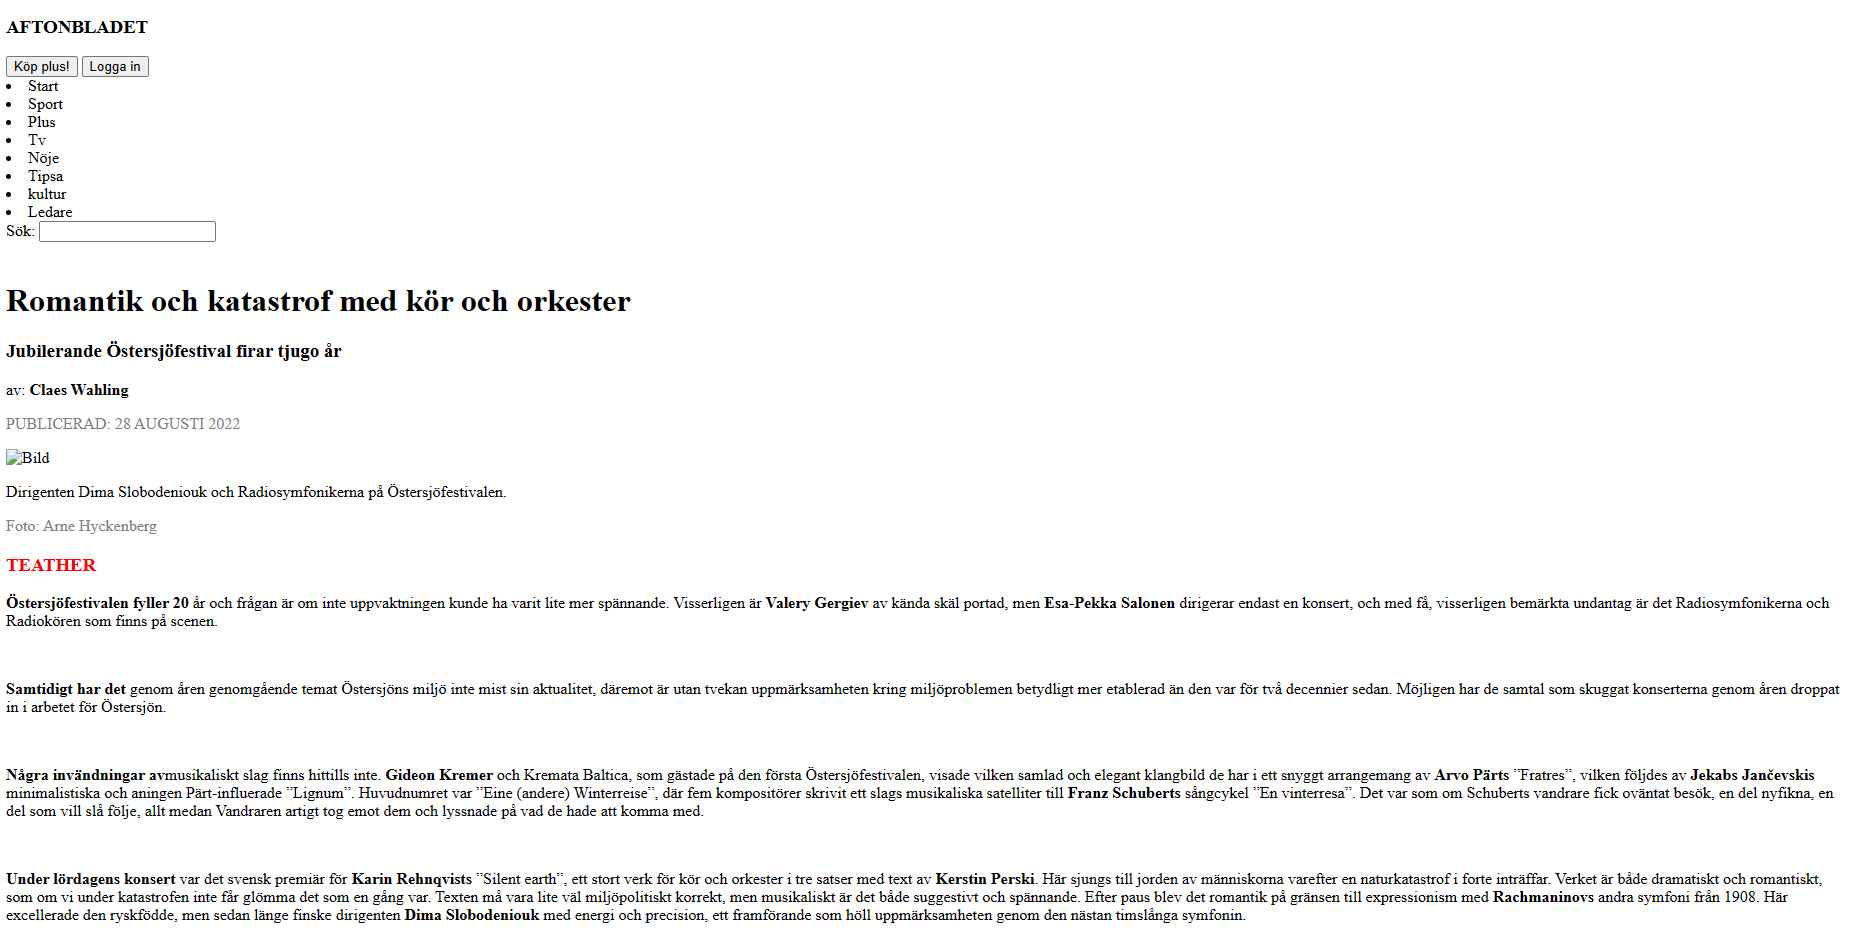 AFTONBLADET
Köp plus! Logga in
Start
Sport
Plus
Tv
Nöje
Tipsa
kultur
Ledare
Sök:
Romantik och katastrof med kör och orkester
Jubilerande Östersjöfestival firar tjugo år
av: Claes Wahling
PUBLICERAD: 28 AUGUSTI 2022
Bild
Dirigenten Dima Slobodeniouk och Radiosymfonikerna på Östersjöfestivalen.
Foto: Arne Hyckenberg
TEATHER
Östersjöfestivalen fyller 20 år och frågan är om inte uppvaktningen kunde ha varit lite mer spännande. Visserligen är Valery Gergiev av kända skäl portad, men Esa-Pekka Salonen dirigerar endast en konsert, och med få, visserligen bemärkta undantag är det Radiosymfonikerna och
Radiokören som finns på scenen.
Samtidigt har det genom åren genomgående temat Östersjöns miljö inte mist sin aktualitet, däremot är utan tvekan uppmärksamheten kring miljöproblemen betydligt mer etablerad än den var för två decennier sedan. Möjligen har de samtal som skuggat konserterna genom åren droppat
in i arbetet för Östersjön.
Några invändningar avmusikaliskt slag finns hittills inte. Gideon Kremer och Kremata Baltica, som gästade på den första Östersjöfestivalen, visade vilken samlad och elegant klangbild de har i ett snyggt arrangemang av Arvo Pärts ”Fratres”, vilken följdes av Jekabs Jančevskis
minimalistiska och aningen Pärt-influerade ”Lignum”. Huvudnumret var ”Eine (andere) Winterreise”, där fem kompositörer skrivit ett slags musikaliska satelliter till Franz Schuberts sångcykel ”En vinterresa”. Det var som om Schuberts vandrare fick oväntat besök, en del nyfikna, en
del som vill slå följe, allt medan Vandraren artigt tog emot dem och lyssnade på vad de hade att komma med.
Under lördagens konsert var det svensk premiär för Karin Rehnqvists ”Silent earth”, ett stort verk för kör och orkester i tre satser med text av Kerstin Perski. Här sjungs till jorden av människorna varefter en naturkatastrof i forte inträffar. Verket är både dramatiskt och romantiskt,
som om vi under katastrofen inte får glömma det som en gång var. Texten må vara lite väl miljöpolitiskt korrekt, men musikaliskt är det både suggestivt och spännande. Efter paus blev det romantik på gränsen till expressionism med Rachmaninovs andra symfoni från 1908. Här
excellerade den ryskfödde, men sedan länge finske dirigenten Dima Slobodeniouk med energi och precision, ett framförande som höll uppmärksamheten genom den nästan timslånga symfonin.